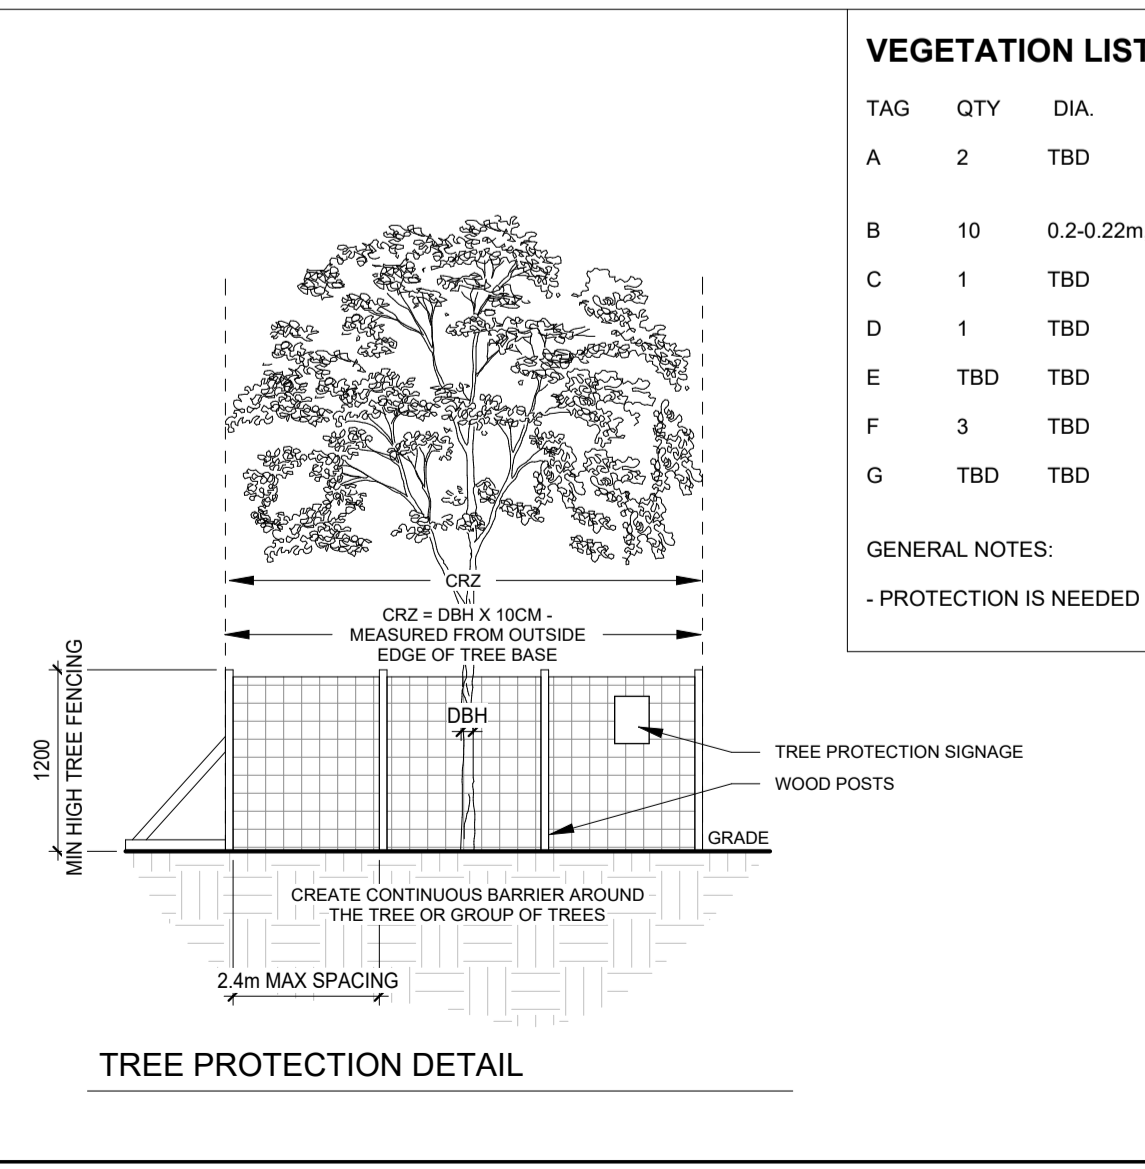 VEGETATION LIST
TAG QTY DIA.
A 2 TBD
B 10 0.2-0.22m
C 1 TBD
D 1 TBD
E TBD TBD
F 3 TBD
G TBD TBD
GENERAL NOTES:
- PROTECTION IS NEEDED
CRZ
CRZ = DBH X 10CM -
MEASURED FROM OUTSIDE
EDGE OF TREE BASE
1200
MIN HIGH TREE FENCING
DBH
TREE PROTECTION SIGNAGE
WOOD POSTS
GRADE
CREATE CONTINUOUS BARRIER AROUND
THE TREE OR GROUP OF TREES
2.4m MAX SPACING
TREE PROTECTION DETAIL